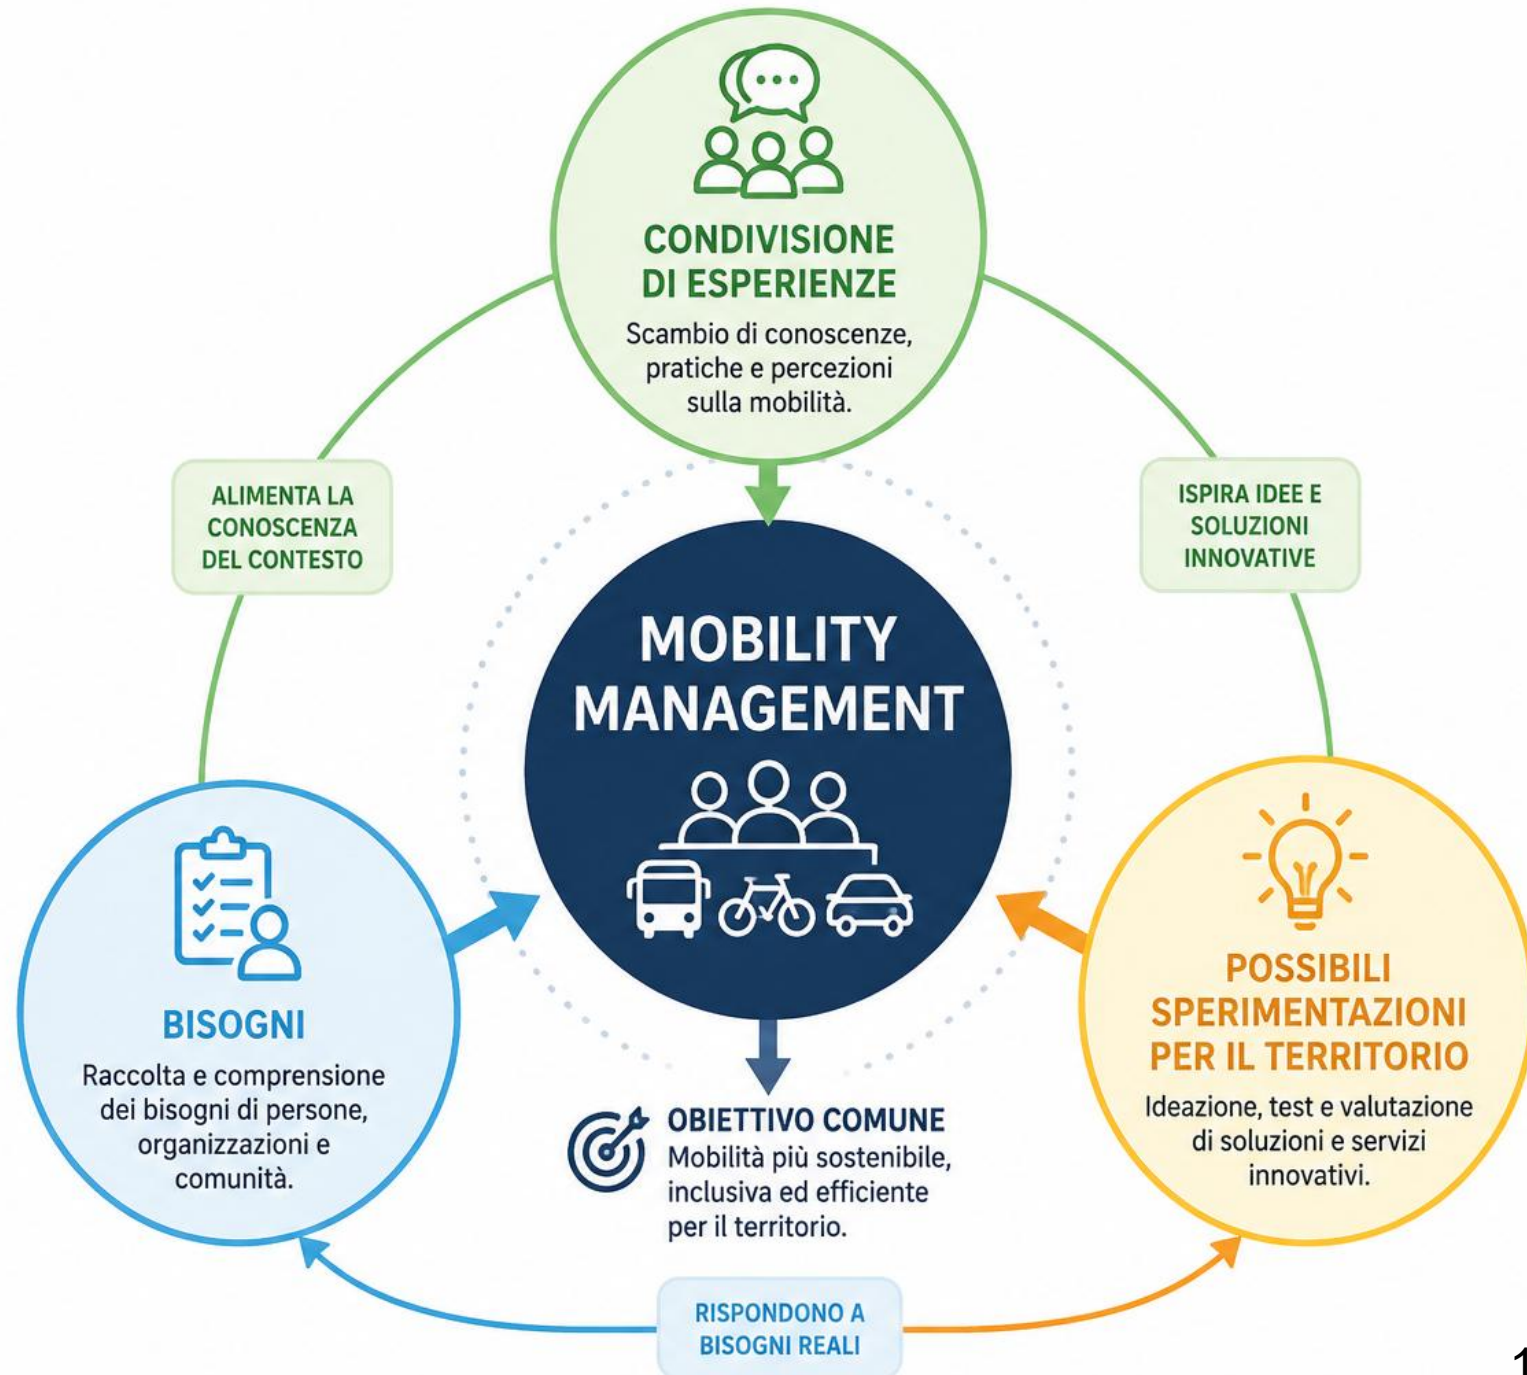 CONDIVISIONE
DI ESPERIENZE
Scambio di conoscenze,
pratiche e percezioni
sulla mobilità.
ALIMENTA LA
CONOSCENZA
DEL CONTESTO
ISPIRA IDEE E
SOLUZIONI
INNOVATIVE
MOBILITY
MANAGEMENT
BISOGNI
Raccolta e comprensione
dei bisogni di persone,
organizzazioni e
comunità.
POSSIBILI
SPERIMENTAZIONI
PER IL TERRITORIO
Ideazione, test e valutazione
di soluzioni e servizi
innovativi.
OBIETTIVO COMUNE
Mobilità più sostenibile,
inclusiva ed efficiente
per il territorio.
RISPONDONO A
BISOGNI REALI
1